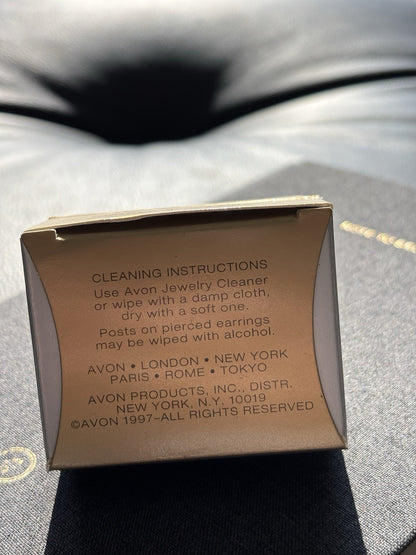 CLEANING INSTRUCTIONS
Use Avon Jewelry Cleaner
or wipe with a damp cloth,
dry with a soft one.
Posts on pierced earrings
may be wiped with alcohol.
AVON • LONDON • NEW YORK
PARIS • ROME • TOKYO
AVON PRODUCTS, INC., DISTR.
NEW YORK, N.Y. 10019
©AVON 1997–ALL RIGHTS RESERVED